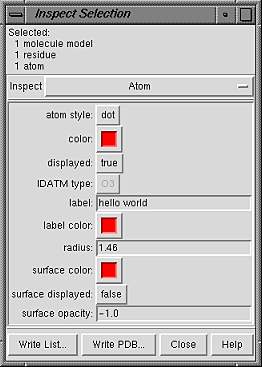 Inspect Selection
Selected:
1 molecule model
1 residue
1 atom
Inspect Atom
atom style: dot
color:
displayed: true
IDATM type: O3
label: hello world
label color:
radius: 1.46
surface color:
surface displayed: false
surface opacity: -1.0
Write List... Write PDB... Close Help